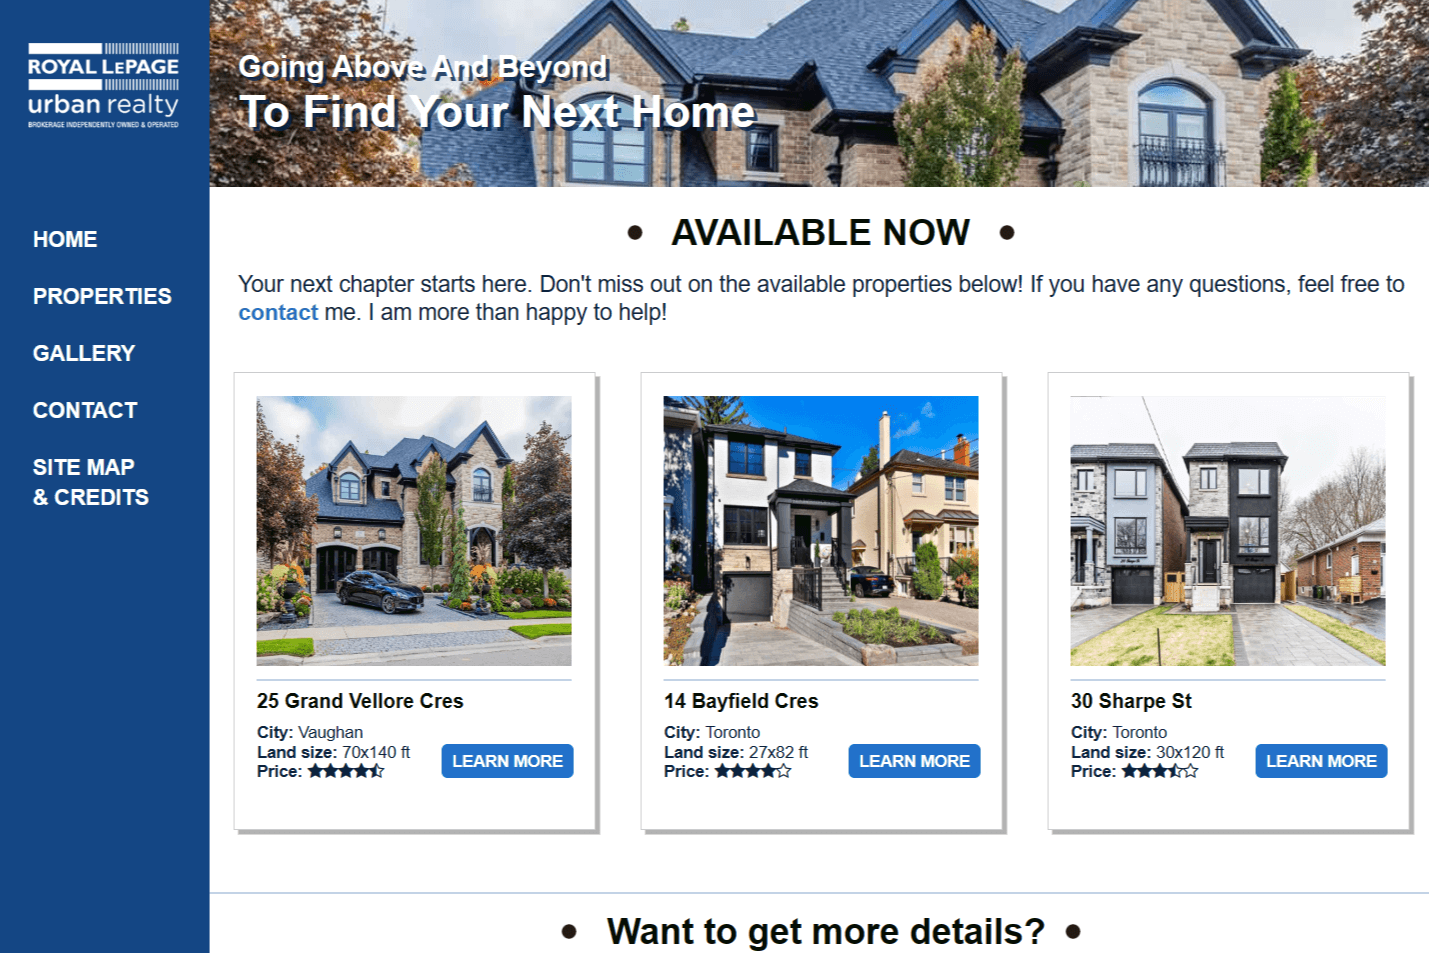 ROYAL LEPAGE
urban realty
BROKERAGE INDEPENDENTLY OWNED & OPERATED
HOME
PROPERTIES
GALLERY
CONTACT
SITE MAP
& CREDITS
Going Above And Beyond
To Find Your Next Home
• AVAILABLE NOW •
Your next chapter starts here. Don't miss out on the available properties below! If you have any questions, feel free to
contact me. I am more than happy to help!
25 Grand Vellore Cres
City: Vaughan
Land size: 70x140 ft
Price:
LEARN MORE
14 Bayfield Cres
City: Toronto
Land size: 27x82 ft
Price:
LEARN MORE
30 Sharpe St
City: Toronto
Land size: 30x120 ft
Price:
LEARN MORE
• Want to get more details? •